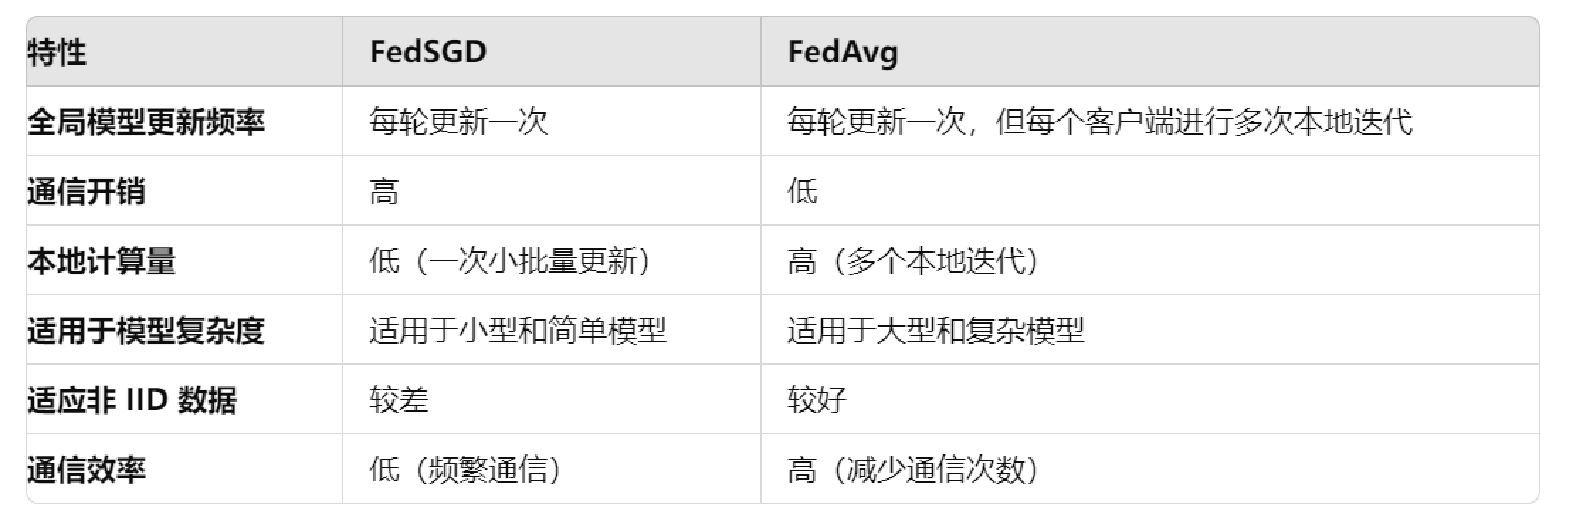 特性 FedSGD FedAvg
全局模型更新频率 每轮更新一次 每轮更新一次，但每个客户端进行多次本地迭代
通信开销 高 低
本地计算量 低（一次小批量更新） 高（多个本地迭代）
适用于模型复杂度 适用于小型和简单模型 适用于大型和复杂模型
适应非 IID 数据 较差 较好
通信效率 低（频繁通信） 高（减少通信次数）